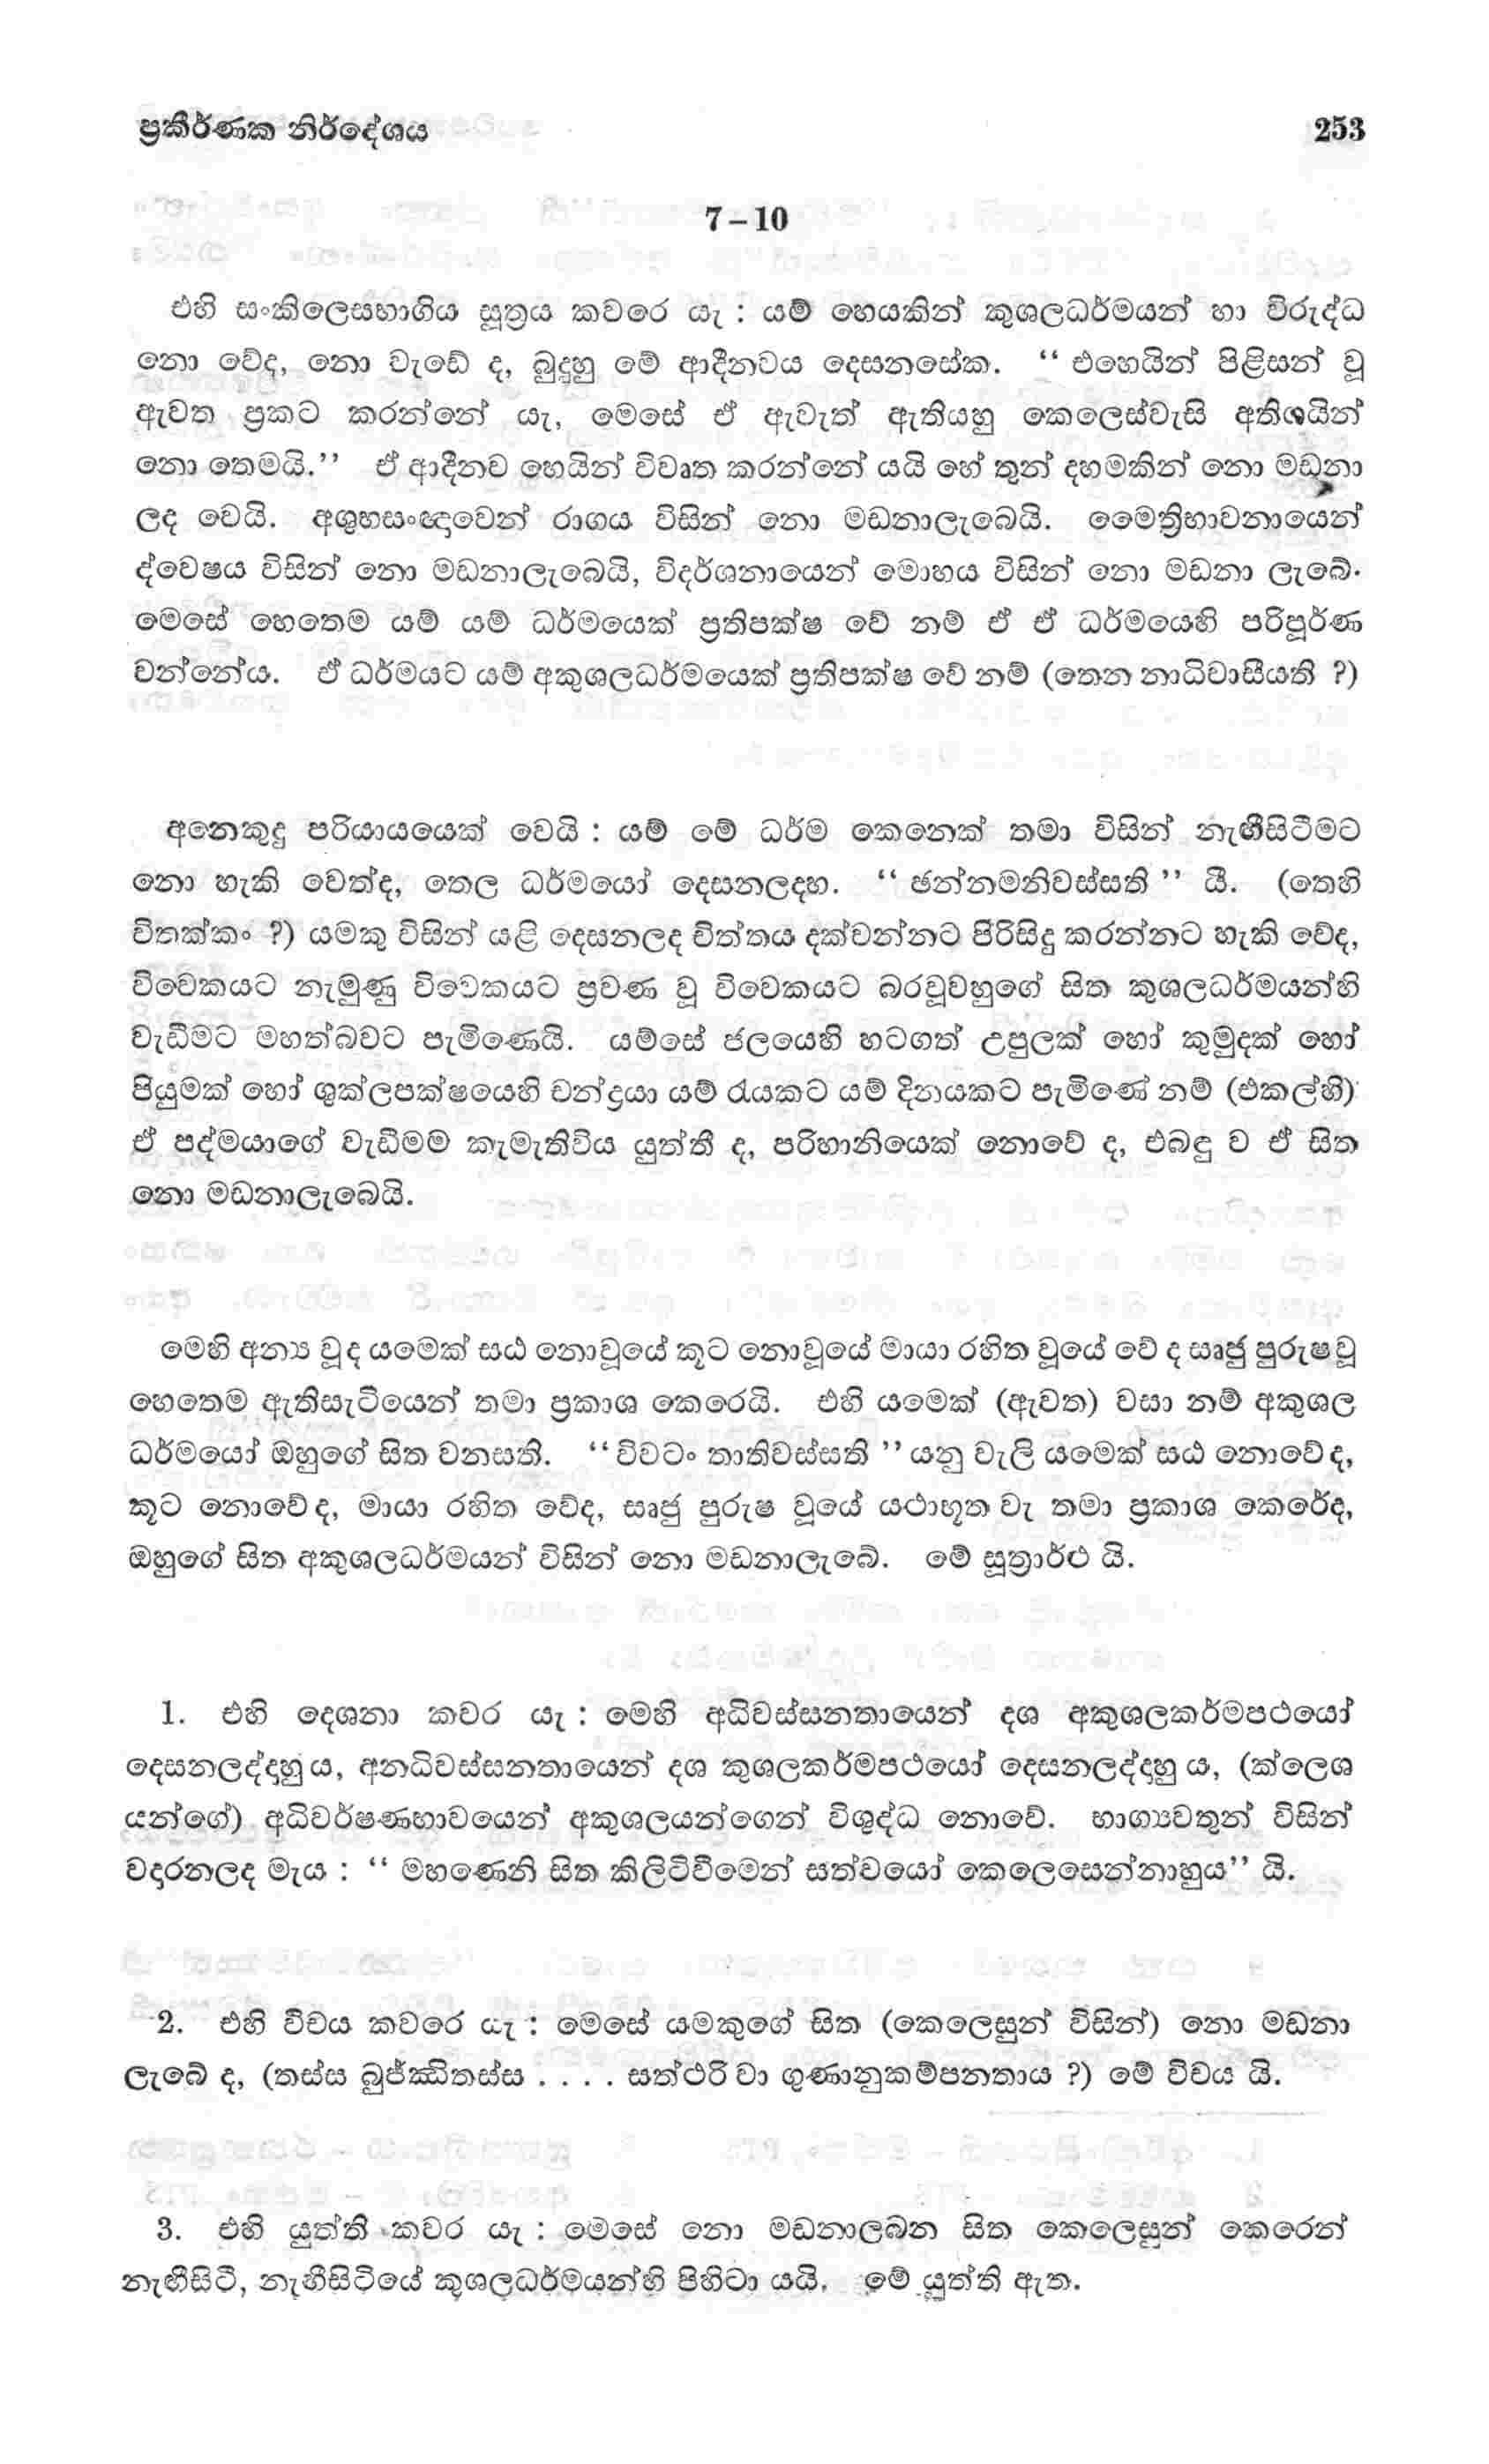 ප්‍රකීර්ණක නිර්දේශය 253
7 – 10
එහි සංකිලෙසභාගිය සූත්‍රය කවරෙ යැ : යම් හෙයකින් කුශලධර්මයන් හා විරුද්ධ
නො වේද, නො වැඩේ ද, බුදුහු මේ ආදීනවය දෙසනසේක. “ එහෙයින් පිළිසන් වූ
ඇවත ප්‍රකට කරන්නේ යැ, මෙසේ ඒ ඇවැත් ඇතියහු කෙලෙස්වැසි අතිශයින්
නො තෙමයි.” ඒ ආදීනව හෙයින් විවෘත කරන්නේ යයි හේ තුන් දහමකින් නො මඩනා
ලද වෙයි. අශුභසංඥාවෙන් රාගය විසින් නො මඩනාලැබෙයි. මෛත්‍රිභාවනායෙන්
ද්වෙෂය විසින් නො මඩනාලැබෙයි, විදර්ශනායෙන් මොහය විසින් නො මඩනා ලැබේ.
මෙසේ හෙතෙම යම් යම් ධර්මයෙක් ප්‍රතිපක්ෂ වේ නම් ඒ ඒ ධර්මයෙහි පරිපූර්ණ
වන්නේය. ඒ ධර්මයට යම් අකුශලධර්මයෙක් ප්‍රතිපක්ෂ වේ නම් (තෙන නාධිවාසීයති ?)
අනෙකුදු පරියායයෙක් වෙයි : යම් මේ ධර්ම කෙනෙක් තමා විසින් නැඟීසිටීමට
නො හැකි වෙත්ද, තෙල ධර්මයෝ දෙසනලදහ. “ ඡන්නමනිවස්සති ” යී. (තෙහි
විතක්කං ?) යමකු විසින් යළි දෙසනලද චිත්තය දක්වන්නට පිරිසිදු කරන්නට හැකි වේද,
විවෙකයට නැමුණු විවෙකයට ප්‍රවණ වූ විවෙකයට බරවූවහුගේ සිත කුශලධර්මයන්හි
වැඩීමට මහත්බවට පැමිණෙයි. යම්සේ ජලයෙහි හටගත් උපුලක් හෝ කුමුදක් හෝ
පියුමක් හෝ ශුක්ලපක්ෂයෙහි චන්ද්‍රයා යම් රැයකට යම් දිනයකට පැමිණේ නම් (එකල්හි)
ඒ පද්මයාගේ වැඩීමම කැමැතිවිය යුත්තී ද, පරිහානියෙක් නොවේ ද, එබඳු ව ඒ සිත
නො මඩනාලැබෙයි.
මෙහි අන්‍ය වූද යමෙක් සඨ නොවූයේ කූට නොවූයේ මායා රහිත වූයේ වේ ද සෘජු පුරුෂවූ
හෙතෙම ඇතිසැටියෙන් තමා ප්‍රකාශ කෙරෙයි. එහි යමෙක් (ඇවත) වසා නම් අකුශල
ධර්මයෝ ඔහුගේ සිත වනසති. “විවටං තාතිවස්සති ” යනු වැලි යමෙක් සඨ නොවේ ද,
කූට නොවේ ද, මායා රහිත වේද, සෘජු පුරුෂ වූයේ යථාභූත වැ තමා ප්‍රකාශ කෙරේද,
ඔහුගේ සිත අකුශලධර්මයන් විසින් නො මඩනාලැබේ. මේ සූත්‍රාර්ථ යි.
1. එහි දෙශනා කවර යැ : මෙහි අධිවස්සනතායෙන් දශ අකුශලකර්මපථයෝ
දෙසනලද්දහු ය, අනධිවස්සනතායෙන් දශ කුශලකර්මපථයෝ දෙසනලද්දහු ය, (ක්ලෙශ
යන්ගේ) අධිවර්ෂණභාවයෙන් අකුශලයන්ගෙන් විශුද්ධ නොවේ. භාග්‍යවතුන් විසින්
වදරනලද මැය : “ මහණෙනි සිත කිලිටිවීමෙන් සත්වයෝ කෙලෙසෙන්නාහුය” යි.
2. එහි විචය කවරෙ යැ : මෙසේ යමකුගේ සිත (කෙලෙසුන් විසින්) නො මඩනා
ලැබේ ද, (තස්ස බුජ්ඣිතස්ස . . . . සත්ථරි වා ගුණානුකම්පනතාය ?) මේ විචය යි.
3. එහි යුත්ති කවර යැ : මෙසේ නො මඩනාලබන සිත කෙලෙසුන් කෙරෙන්
නැඟීසිටී, නැඟීසිටියේ කුශලධර්මයන්හි පිහිටා යයි. මේ යුත්ති ඇත.